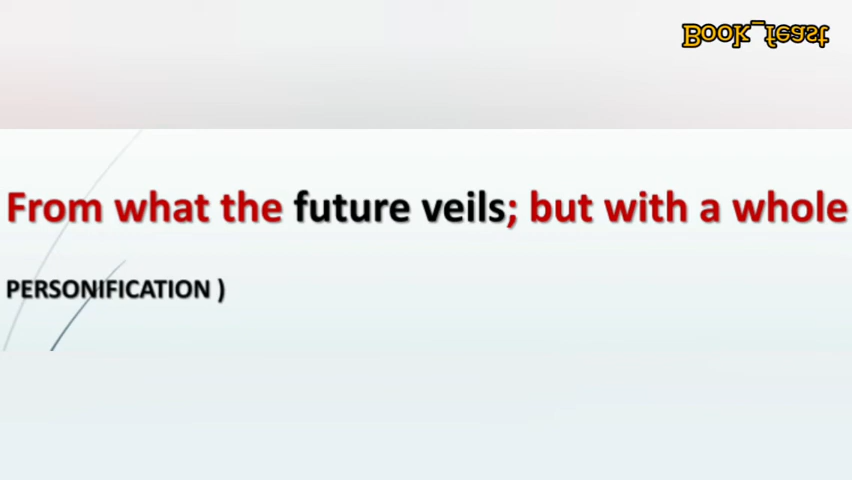 Book_feast
From what the future veils; but with a whole
PERSONIFICATION )